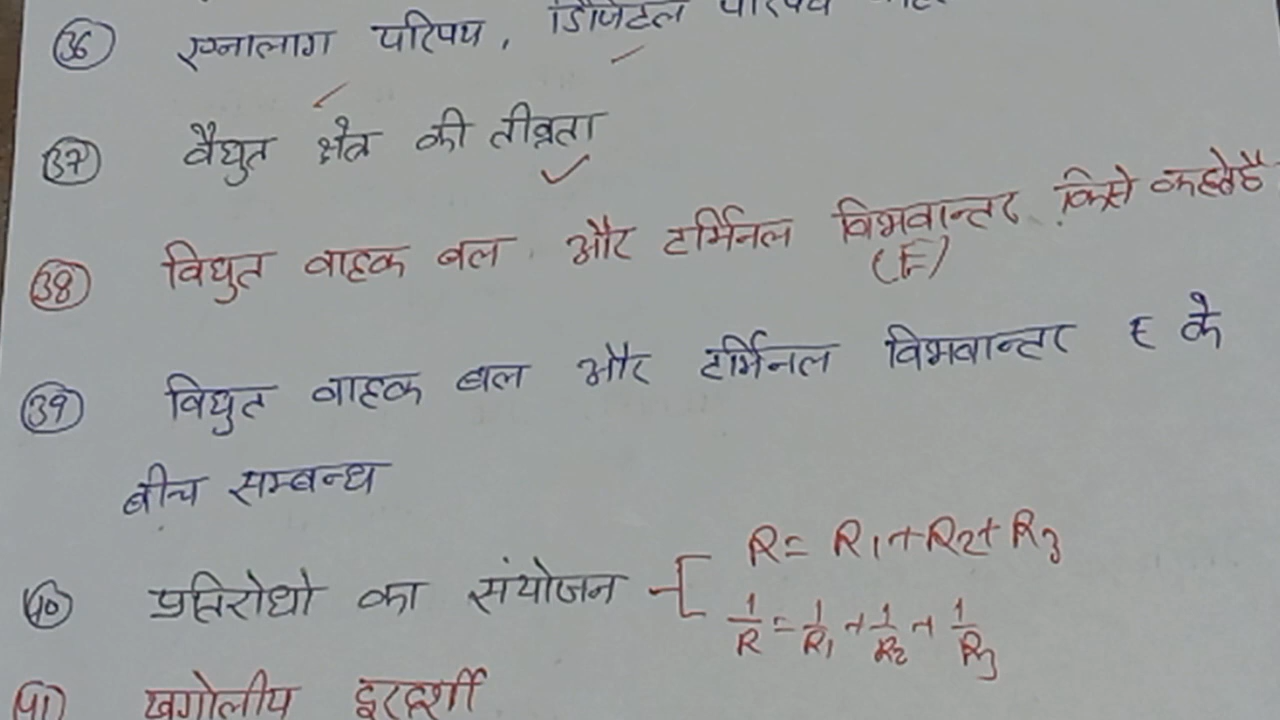 36 एनालाग परिपथ, डिजिटल परिपथ
37 वैद्युत क्षेत्र की तीव्रता
38 विद्युत वाहक बल और टर्मिनल विभवान्तर किसे कहते है
(E)
39 विद्युत वाहक बल और टर्मिनल विभवान्तर E के
बीच सम्बन्ध
40 प्रतिरोधो का संयोजन
R = R1 + R2 + R3
1/R = 1/R1 + 1/R2 + 1/R3
41) खगोलीय दूरदर्शी